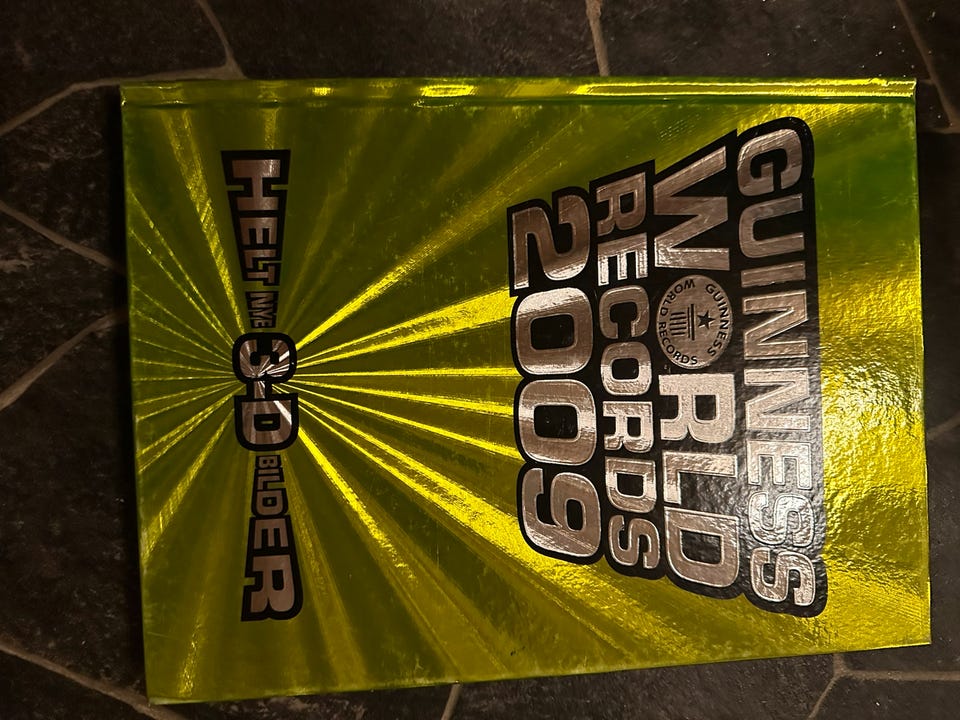 GUINNESS
WORLD
GUINNESS
WORLD RECORDS
RECORDS
2009
HELT NYE 3-D BILDER